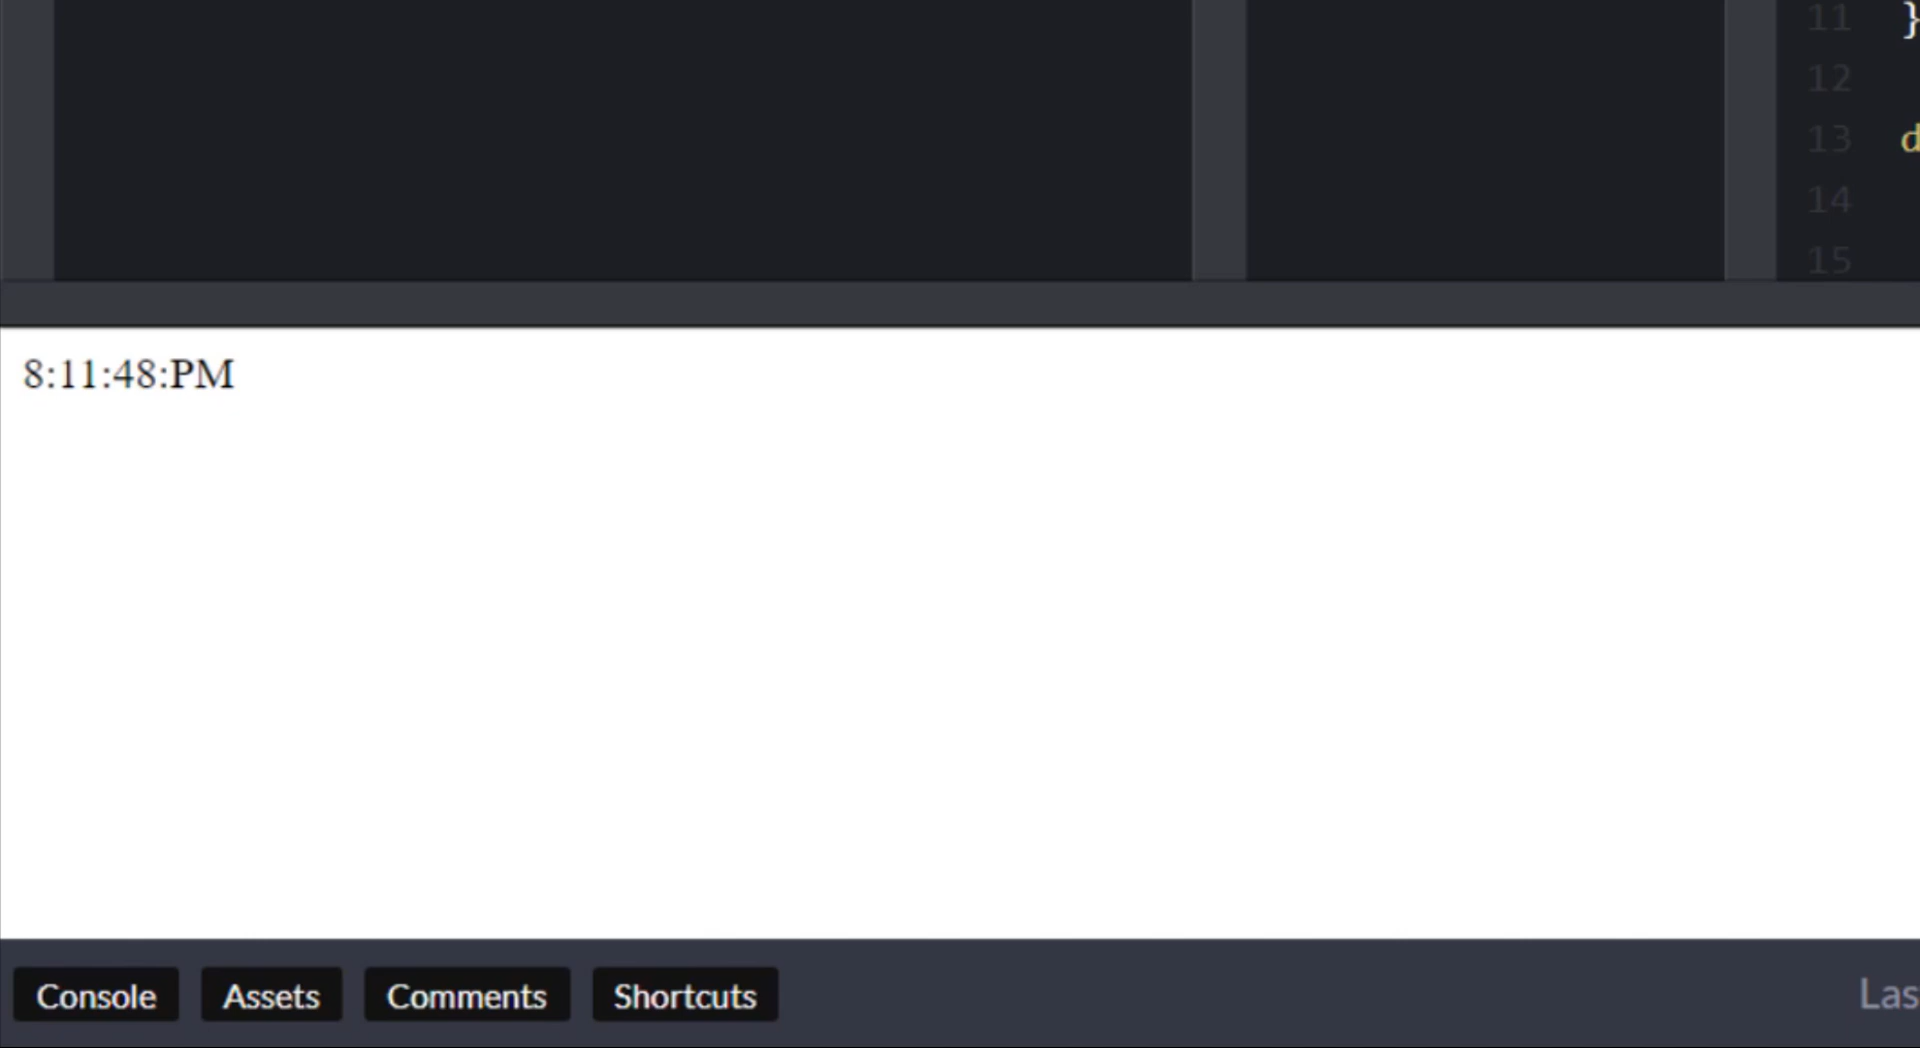 11 }
12
13 d
14
15
8:11:48:PM
Console Assets Comments Shortcuts Las